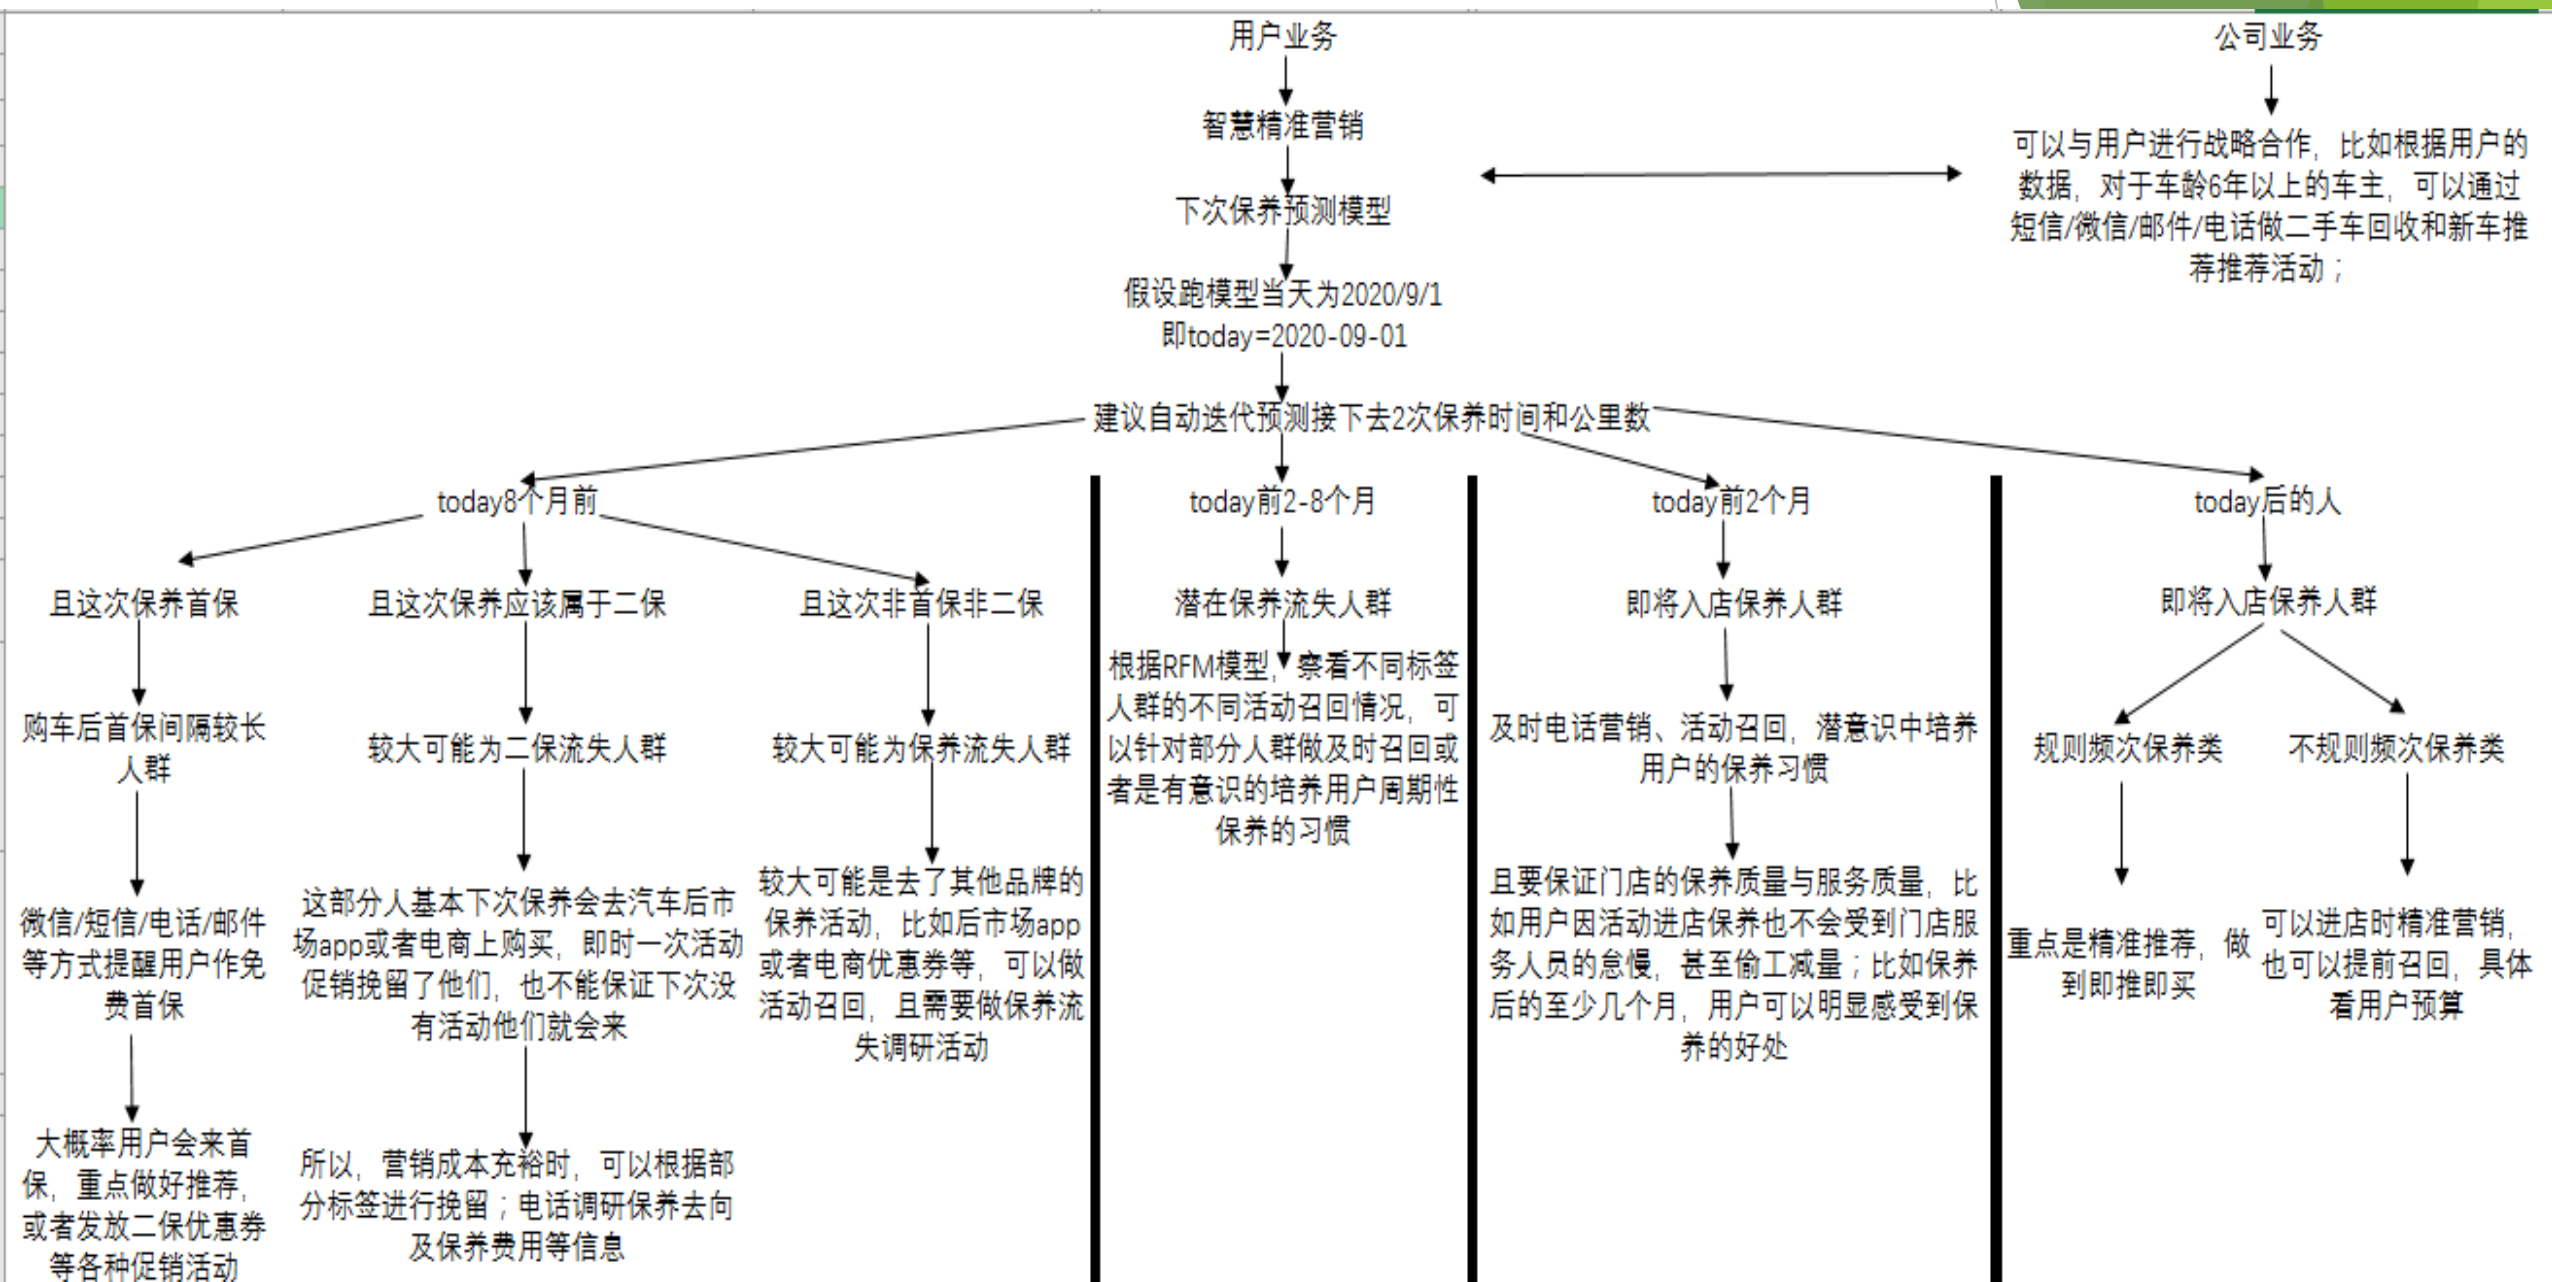 用户业务
公司业务
智慧精准营销
可以与用户进行战略合作，比如根据用户的
数据，对于车龄6年以上的车主，可以通过
短信/微信/邮件/电话做二手车回收和新车推
荐推荐活动；
下次保养预测模型
假设跑模型当天为2020/9/1
即today=2020-09-01
建议自动迭代预测接下去2次保养时间和公里数
today8个月前
且这次保养首保
购车后首保间隔较长
人群
微信/短信/电话/邮件
等方式提醒用户作免
费首保
大概率用户会来首
保，重点做好推荐，
或者发放二保优惠券
等各种促销活动
且这次保养应该属于二保
较大可能为二保流失人群
这部分人基本下次保养会去汽车后市
场app或者电商上购买，即时一次活动
促销挽留了他们，也不能保证下次没
有活动他们就会来
所以，营销成本充裕时，可以根据部
分标签进行挽留；电话调研保养去向
及保养费用等信息
且这次非首保非二保
较大可能为保养流失人群
较大可能是去了其他品牌的
保养活动，比如后市场app
或者电商优惠券等，可以做
活动召回，且需要做保养流
失调研活动
today前2-8个月
潜在保养流失人群
根据RFM模型，察看不同标签
人群的不同活动召回情况，可
以针对部分人群做及时召回或
者是有意识的培养用户周期性
保养的习惯
today前2个月
即将入店保养人群
及时电话营销、活动召回，潜意识中培养
用户的保养习惯
且要保证门店的保养质量与服务质量，比
如用户因活动进店保养也不会受到门店服
务人员的怠慢，甚至偷工减量；比如保养
后的至少几个月，用户可以明显感受到保
养的好处
today后的人
即将入店保养人群
规则频次保养类
重点是精准推荐，做
到即推即买
不规则频次保养类
可以进店时精准营销，
也可以提前召回，具体
看用户预算